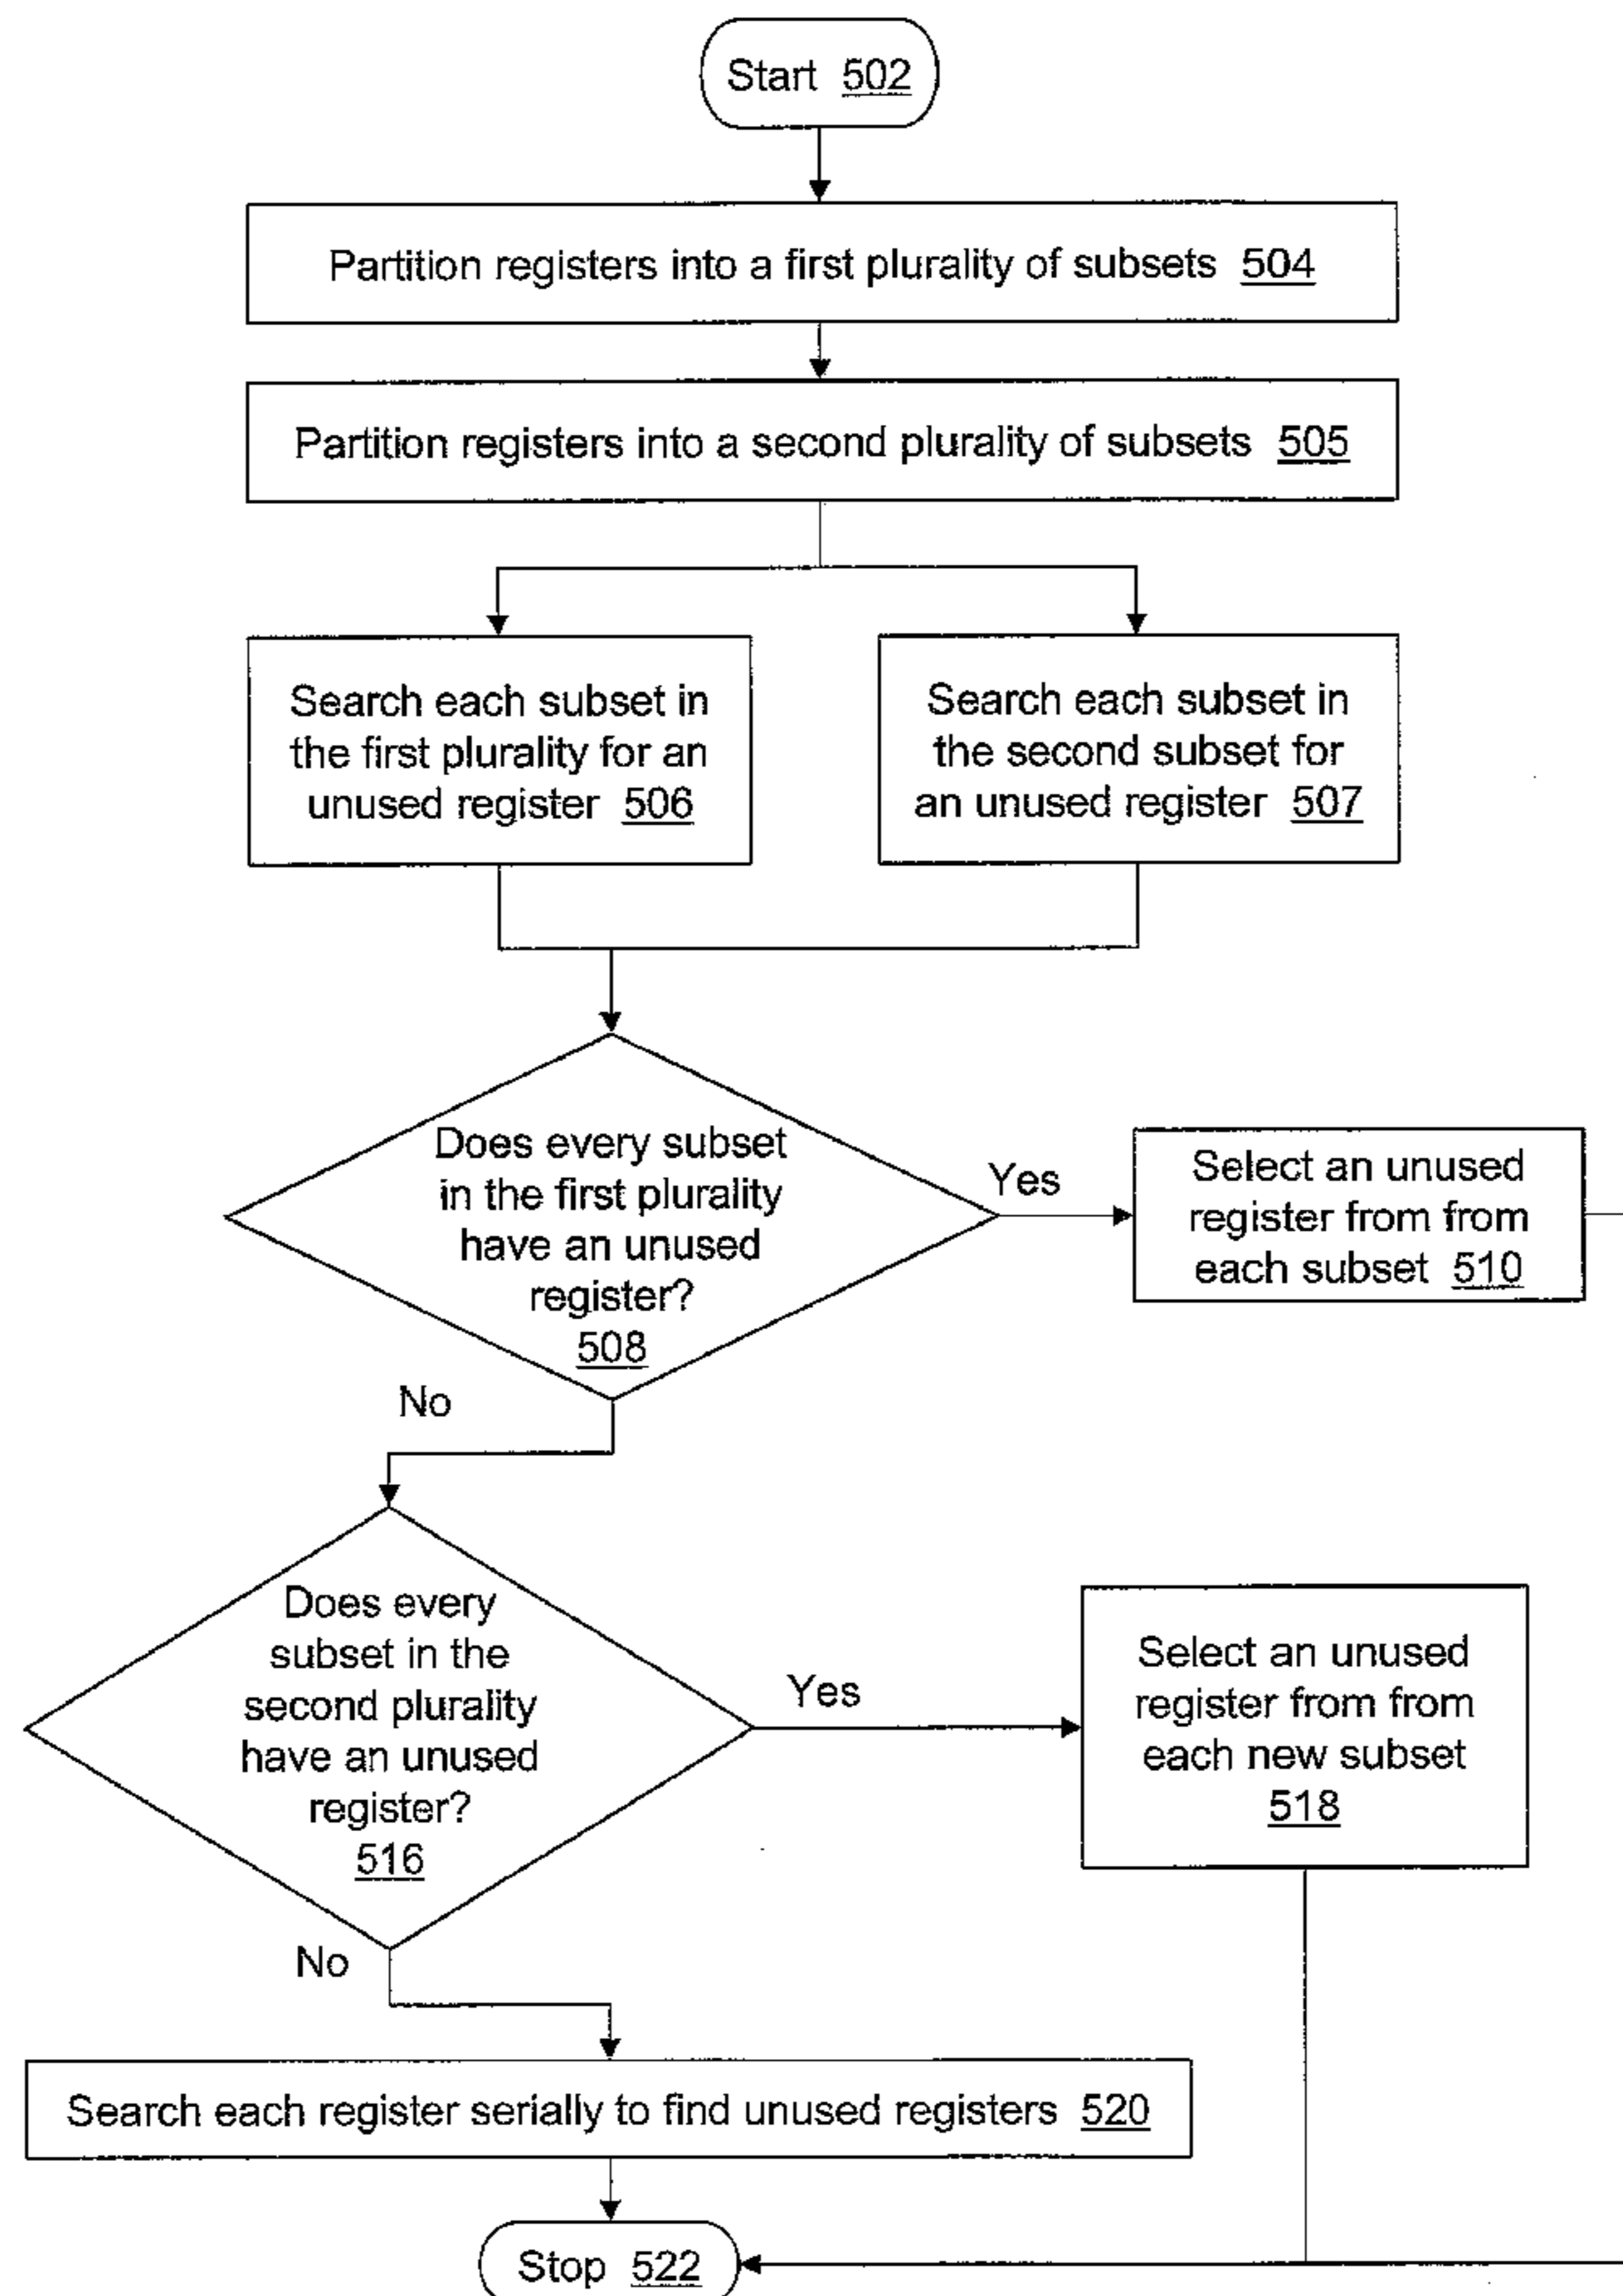 Start 502
Partition registers into a first plurality of subsets 504
Partition registers into a second plurality of subsets 505
Search each subset in
the first plurality for an
unused register 506
Search each subset in
the second subset for
an unused register 507
Does every subset
in the first plurality
have an unused
register?
508
Yes
Select an unused
register from from
each subset 510
No
Does every
subset in the
second plurality
have an unused
register?
516
Yes
Select an unused
register from from
each new subset
518
No
Search each register serially to find unused registers 520
Stop 522